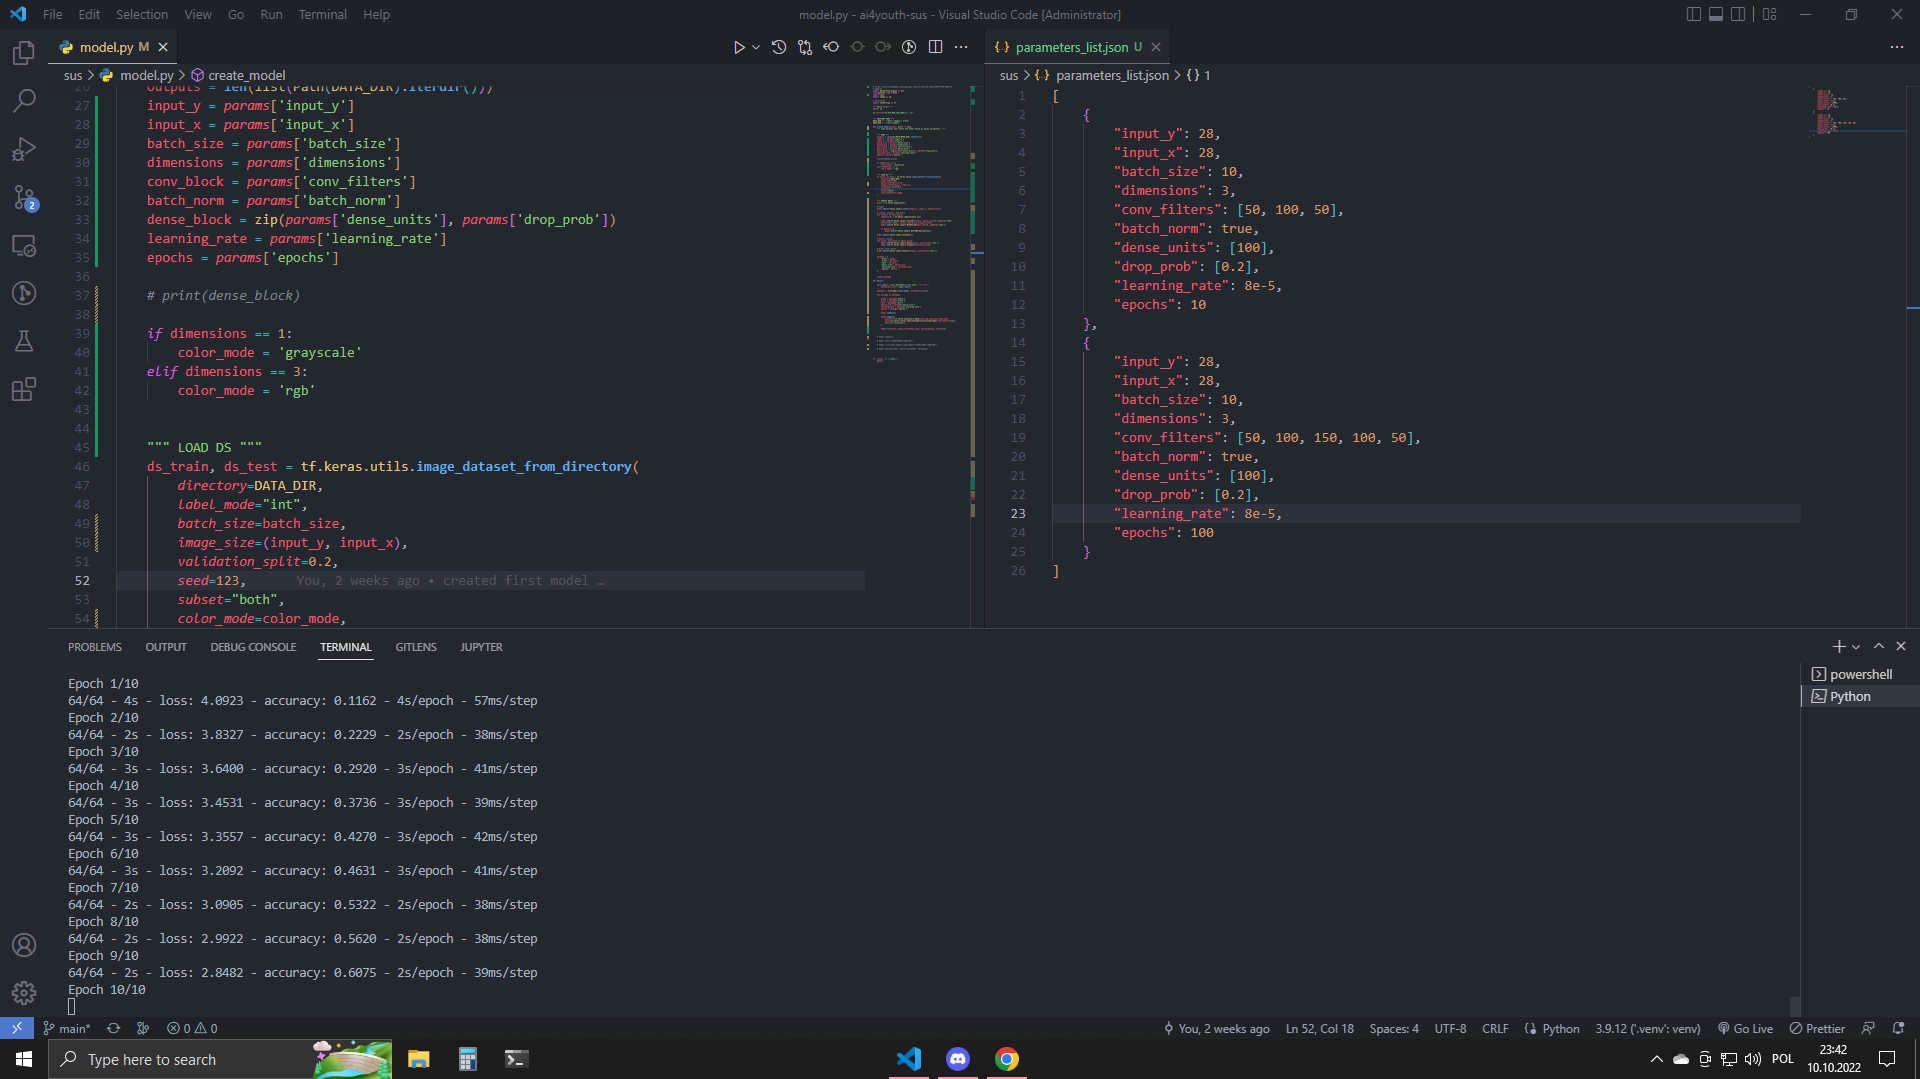 File Edit Selection View Go Run Terminal Help
model.py - ai4youth-sus - Visual Studio Code [Administrator]
model.py M
sus > model.py > create_model
26 outputs = len(list(Path(DATA_DIR).iterdir()))
27 input_y = params['input_y']
28 input_x = params['input_x']
29 batch_size = params['batch_size']
30 dimensions = params['dimensions']
31 conv_block = params['conv_filters']
32 batch_norm = params['batch_norm']
33 dense_block = zip(params['dense_units'], params['drop_prob'])
34 learning_rate = params['learning_rate']
35 epochs = params['epochs']
36
37 # print(dense_block)
38
39 if dimensions == 1:
40 color_mode = 'grayscale'
41 elif dimensions == 3:
42 color_mode = 'rgb'
43
44
45 """ LOAD DS """
46 ds_train, ds_test = tf.keras.utils.image_dataset_from_directory(
47 directory=DATA_DIR,
48 label_mode="int",
49 batch_size=batch_size,
50 image_size=(input_y, input_x),
51 validation_split=0.2,
52 seed=123, You, 2 weeks ago • created first model …
53 subset="both",
54 color_mode=color_mode,
parameters_list.json U
sus > {} parameters_list.json > {} 1
1 [
2 {
3 "input_y": 28,
4 "input_x": 28,
5 "batch_size": 10,
6 "dimensions": 3,
7 "conv_filters": [50, 100, 50],
8 "batch_norm": true,
9 "dense_units": [100],
10 "drop_prob": [0.2],
11 "learning_rate": 8e-5,
12 "epochs": 10
13 },
14 {
15 "input_y": 28,
16 "input_x": 28,
17 "batch_size": 10,
18 "dimensions": 3,
19 "conv_filters": [50, 100, 150, 100, 50],
20 "batch_norm": true,
21 "dense_units": [100],
22 "drop_prob": [0.2],
23 "learning_rate": 8e-5,
24 "epochs": 100
25 }
26 ]
PROBLEMS OUTPUT DEBUG CONSOLE TERMINAL GITLENS JUPYTER
Epoch 1/10
64/64 - 4s - loss: 4.0923 - accuracy: 0.1162 - 4s/epoch - 57ms/step
Epoch 2/10
64/64 - 2s - loss: 3.8327 - accuracy: 0.2229 - 2s/epoch - 38ms/step
Epoch 3/10
64/64 - 3s - loss: 3.6400 - accuracy: 0.2920 - 3s/epoch - 41ms/step
Epoch 4/10
64/64 - 3s - loss: 3.4531 - accuracy: 0.3736 - 3s/epoch - 39ms/step
Epoch 5/10
64/64 - 3s - loss: 3.3557 - accuracy: 0.4270 - 3s/epoch - 42ms/step
Epoch 6/10
64/64 - 3s - loss: 3.2092 - accuracy: 0.4631 - 3s/epoch - 41ms/step
Epoch 7/10
64/64 - 2s - loss: 3.0905 - accuracy: 0.5322 - 2s/epoch - 38ms/step
Epoch 8/10
64/64 - 2s - loss: 2.9922 - accuracy: 0.5620 - 2s/epoch - 38ms/step
Epoch 9/10
64/64 - 2s - loss: 2.8482 - accuracy: 0.6075 - 2s/epoch - 39ms/step
Epoch 10/10
powershell
Python
2
main* 0 0 You, 2 weeks ago Ln 52, Col 18 Spaces: 4 UTF-8 CRLF Python 3.9.12 ('.venv': venv) Go Live Prettier
Type here to search
POL
23:42
10.10.2022